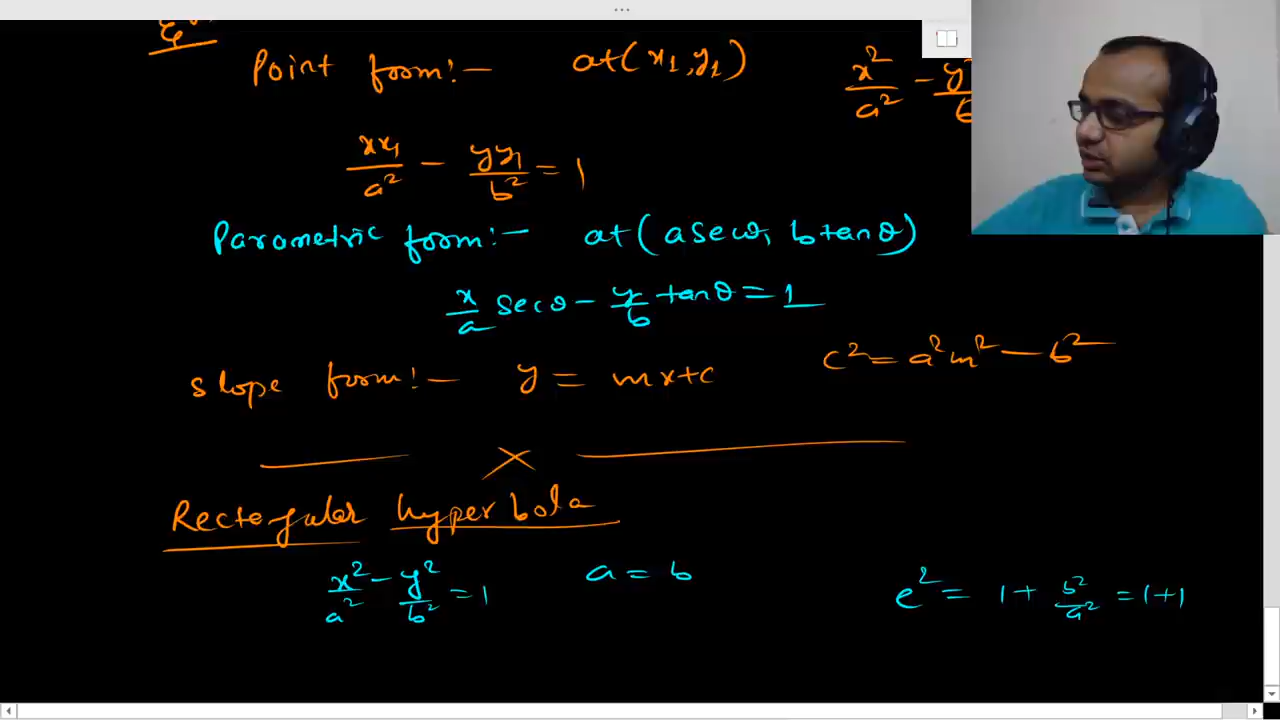 Point form:- at (x₁, y₁) x²/a² - y²/b
xx₁/a² - yy₁/b² = 1
Parametric form:- at (a secθ, b tanθ)
x/a secθ - y/b tanθ = 1
slope form:- y = mx+c c² = a²m² - b²
Rectangular hyperbola
x²/a² - y²/b² = 1 a = b e² = 1 + b²/a² = 1+1